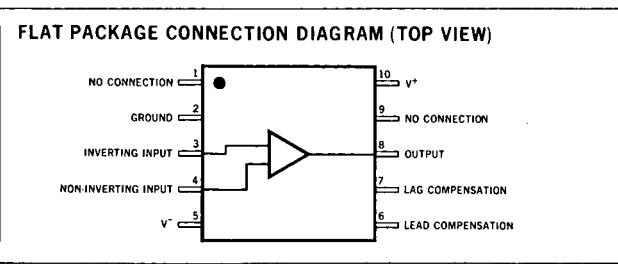 FLAT PACKAGE CONNECTION DIAGRAM (TOP VIEW)
NO CONNECTION 1
GROUND 2
INVERTING INPUT 3
NON-INVERTING INPUT 4
V- 5
10 V+
9 NO CONNECTION
8 OUTPUT
7 LAG COMPENSATION
6 LEAD COMPENSATION